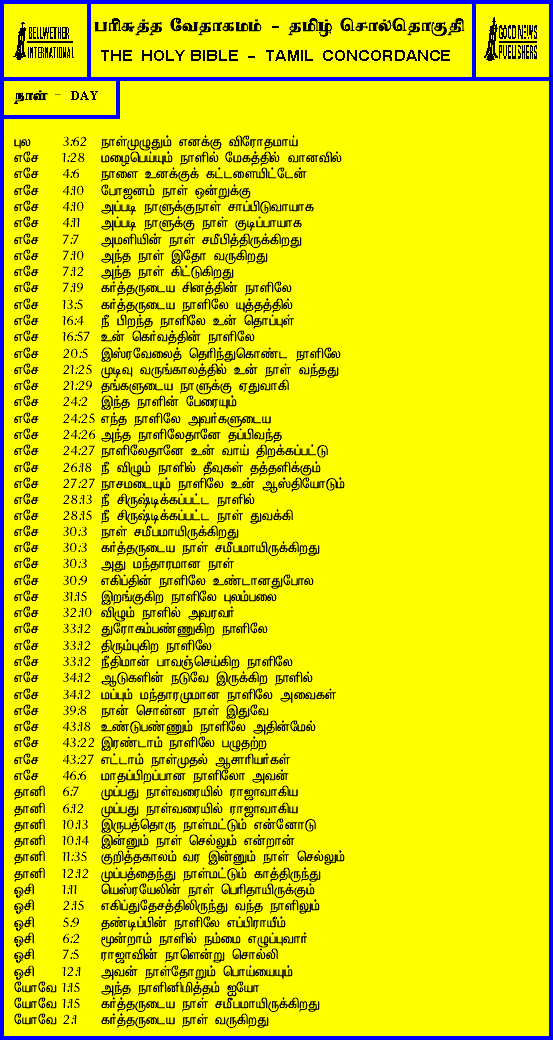 BELLWETHER
INTERNATIONAL
பரிசுத்த வேதாகமம் - தமிழ் சொல்தொகுதி
THE HOLY BIBLE - TAMIL CONCORDANCE
GOOD NEWS
PUBLISHERS
நாள் - DAY
புல 3:62 நாள்முழுதும் எனக்கு விரோதமாய்
எசே 1:28 மழைபெய்யும் நாளில் மேகத்தில் வானவில்
எசே 4:6 நாளை உனக்குக் கட்டளையிட்டேன்
எசே 4:10 போஜனம் நாள் ஒன்றுக்கு
எசே 4:10 அப்படி நாளுக்குநாள் சாப்பிடுவாயாக
எசே 4:11 அப்படி நாளுக்கு நாள் குடிப்பாயாக
எசே 7:7 அமளியின் நாள் சமீபித்திருக்கிறது
எசே 7:10 அந்த நாள் இதோ வருகிறது
எசே 7:12 அந்த நாள் கிட்டுகிறது
எசே 7:19 கர்த்தருடைய சினத்தின் நாளிலே
எசே 13:5 கர்த்தருடைய நாளிலே யுத்தத்தில்
எசே 16:4 நீ பிறந்த நாளிலே உன் தொப்புள்
எசே 16:57 உன் கெர்வத்தின் நாளிலே
எசே 20:5 இஸ்ரவேலைத் தெரிந்துகொண்ட நாளிலே
எசே 21:25 முடிவு வருங்காலத்தில் உன் நாள் வந்தது
எசே 21:29 தங்களுடைய நாளுக்கு ஏதுவாகி
எசே 24:2 இந்த நாளின் பேரையும்
எசே 24:25 எந்த நாளிலே அவர்களுடைய
எசே 24:26 அந்த நாளிலேதானே தப்பிவந்த
எசே 24:27 நாளிலேதானே உன் வாய் திறக்கப்பட்டு
எசே 26:18 நீ விழும் நாளில் தீவுகள் தத்தளிக்கும்
எசே 27:27 நாசமடையும் நாளிலே உன் ஆஸ்தியோடும்
எசே 28:13 நீ சிருஷ்டிக்கப்பட்ட நாளில்
எசே 28:15 நீ சிருஷ்டிக்கப்பட்ட நாள் துவக்கி
எசே 30:3 நாள் சமீபமாயிருக்கிறது
எசே 30:3 கர்த்தருடைய நாள் சமீபமாயிருக்கிறது
எசே 30:3 அது மந்தாரமான நாள்
எசே 30:9 எகிப்தின் நாளிலே உண்டானதுபோல
எசே 31:15 இறங்குகிற நாளிலே புலம்பலை
எசே 32:10 விழும் நாளில் அவரவர்
எசே 33:12 துரோகம்பண்ணுகிற நாளிலே
எசே 33:12 திரும்புகிற நாளிலே
எசே 33:12 நீதிமான் பாவஞ்செய்கிற நாளிலே
எசே 34:12 ஆடுகளின் நடுவே இருக்கிற நாளில்
எசே 34:12 மப்பும் மந்தாரமுமான நாளிலே அவைகள்
எசே 39:8 நான் சொன்ன நாள் இதுவே
எசே 43:18 உண்டுபண்ணும் நாளிலே அதின்மேல்
எசே 43:22 இரண்டாம் நாளிலே பழுதற்ற
எசே 43:27 எட்டாம் நாள்முதல் ஆசாரியர்கள்
எசே 46:6 மாதப்பிறப்பான நாளிலோ அவன்
தானி 6:7 முப்பது நாள்வரையில் ராஜாவாகிய
தானி 6:12 முப்பது நாள்வரையில் ராஜாவாகிய
தானி 10:13 இருபத்தொரு நாள்மட்டும் என்னோடு
தானி 10:14 இன்னும் நாள் செல்லும் என்றான்
தானி 11:35 குறித்தகாலம் வர இன்னும் நாள் செல்லும்
தானி 12:12 முப்பத்தைந்து நாள்மட்டும் காத்திருந்து
ஓசி 1:11 யெஸ்ரயேலின் நாள் பெரிதாயிருக்கும்
ஓசி 2:15 எகிப்துதேசத்திலிருந்து வந்த நாளிலும்
ஓசி 5:9 தண்டிப்பின் நாளிலே எப்பிராயீம்
ஓசி 6:2 மூன்றாம் நாளில் நம்மை எழுப்புவார்
ஓசி 7:5 ராஜாவின் நாளென்று சொல்லி
ஓசி 12:1 அவன் நாள்தோறும் பொய்யையும்
யோவே 1:15 அந்த நாளினிமித்தம் ஐயோ
யோவே 1:15 கர்த்தருடைய நாள் சமீபமாயிருக்கிறது
யோவே 2:1 கர்த்தருடைய நாள் வருகிறது